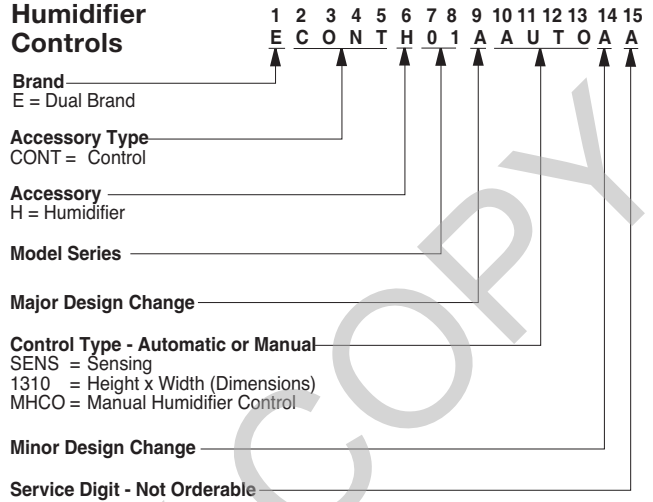 Humidifier
Controls
1 2 3 4 5 6 7 8 9 10 11 12 13 14 15
E C O N T H 0 1 A A U T O A A
Brand
E = Dual Brand
Accessory Type
CONT = Control
Accessory
H = Humidifier
Model Series
Major Design Change
Control Type - Automatic or Manual
SENS = Sensing
1310 = Height x Width (Dimensions)
MHCO = Manual Humidifier Control
Minor Design Change
Service Digit - Not Orderable
COPY